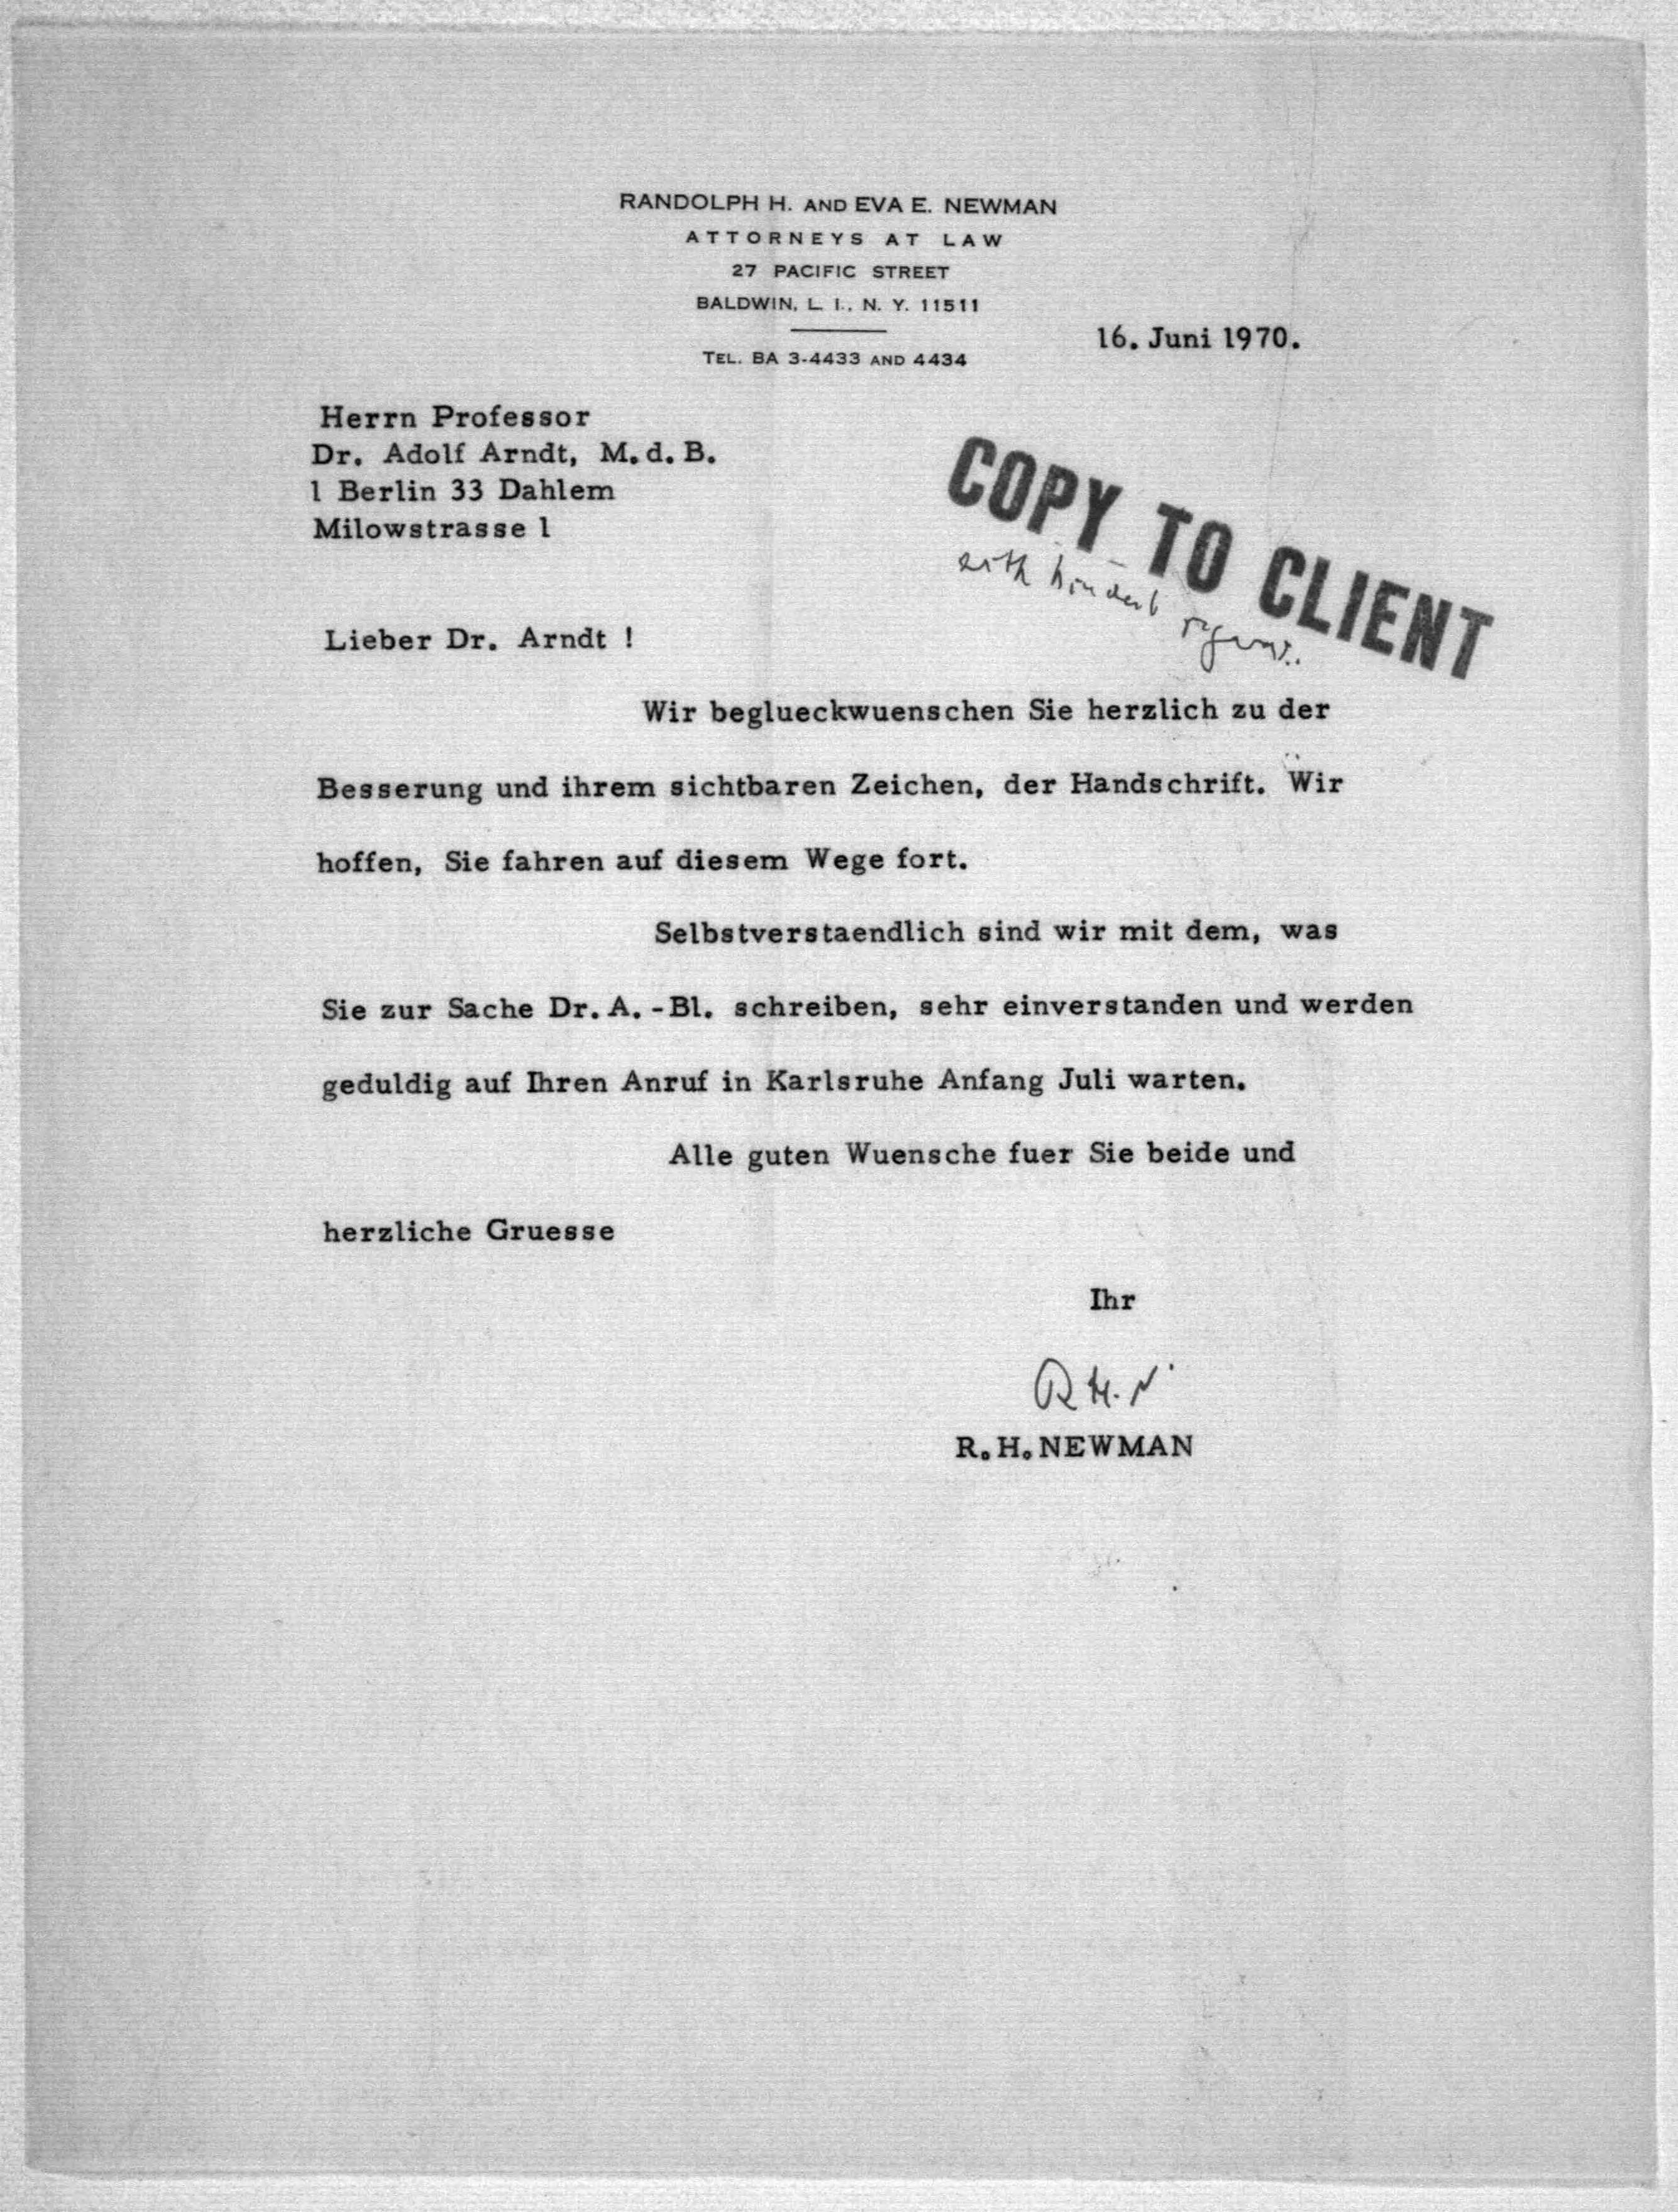 RANDOLPH H. AND EVA E. NEWMAN
ATTORNEYS AT LAW
27 PACIFIC STREET
BALDWIN, L. I., N. Y. 11511
16. Juni 1970.
TEL. BA 3-4433 AND 4434
Herrn Professor
Dr. Adolf Arndt, M. d. B.
1 Berlin 33 Dahlem
Milowstrasse 1
COPY TO CLIENT
with kindest
Lieber Dr. Arndt !
Wir beglueckwuenschen Sie herzlich zu der
Besserung und ihrem sichtbaren Zeichen, der Handschrift. Wir
hoffen, Sie fahren auf diesem Wege fort.
Selbstverstaendlich sind wir mit dem, was
Sie zur Sache Dr. A. -Bl. schreiben, sehr einverstanden und werden
geduldig auf Ihren Anruf in Karlsruhe Anfang Juli warten.
Alle guten Wuensche fuer Sie beide und
herzliche Gruesse
Ihr
R H. N
R. H. NEWMAN